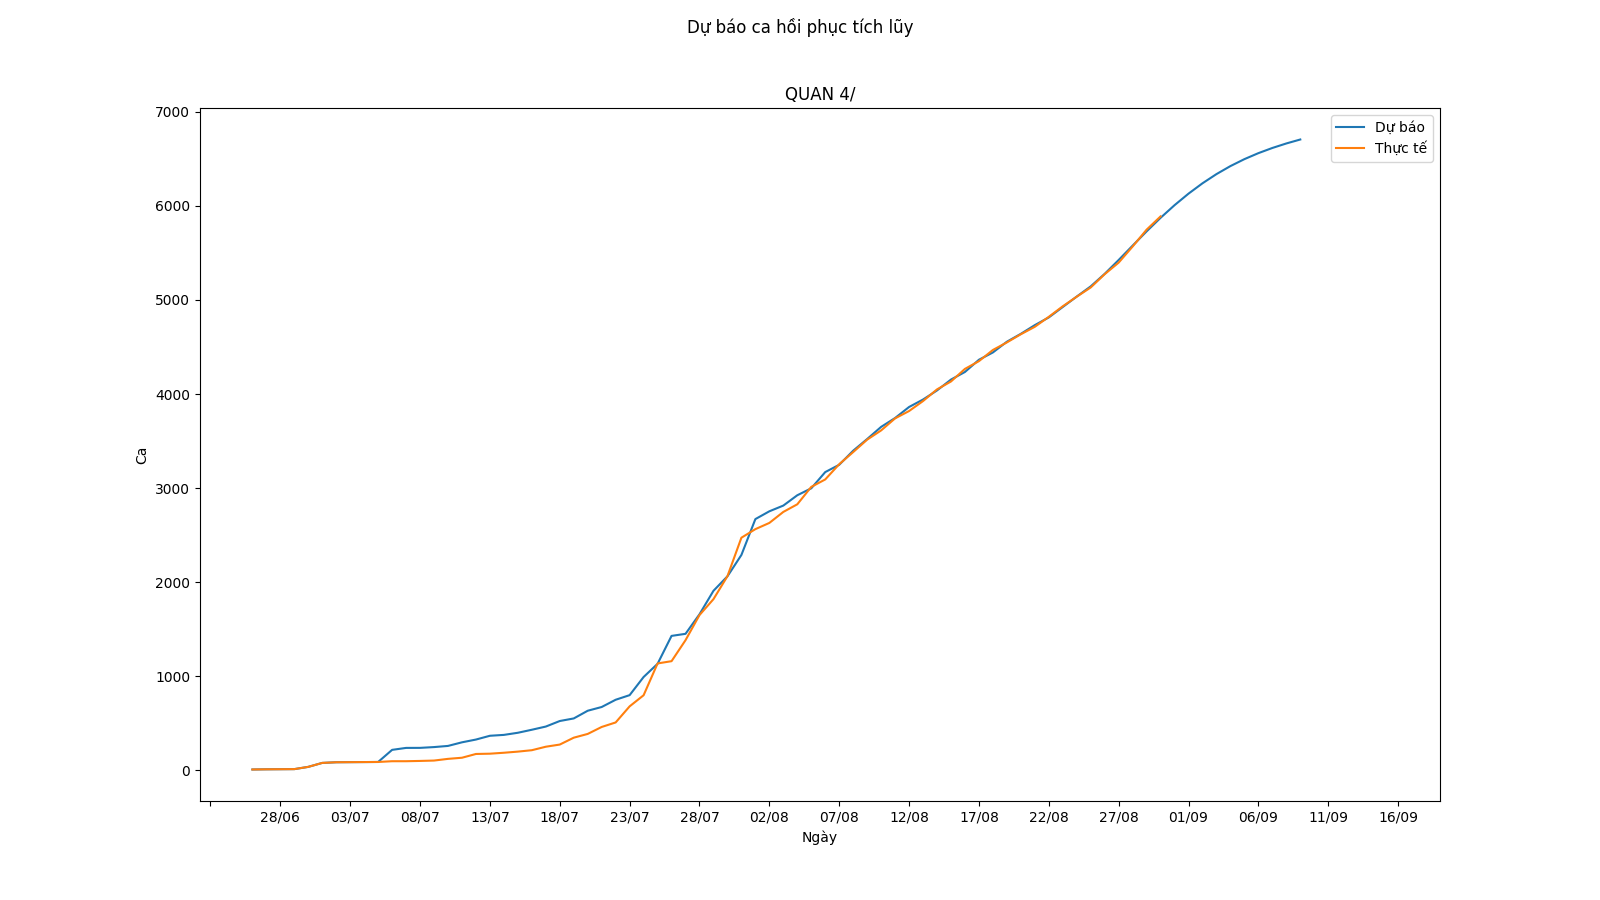 Dự báo ca hồi phục tích lũy
QUAN 4/
7000
6000
5000
4000
3000
2000
1000
0
Ca
Dự báo
Thực tế
28/06 03/07 08/07 13/07 18/07 23/07 28/07 02/08 07/08 12/08 17/08 22/08 27/08 01/09 06/09 11/09 16/09
Ngày